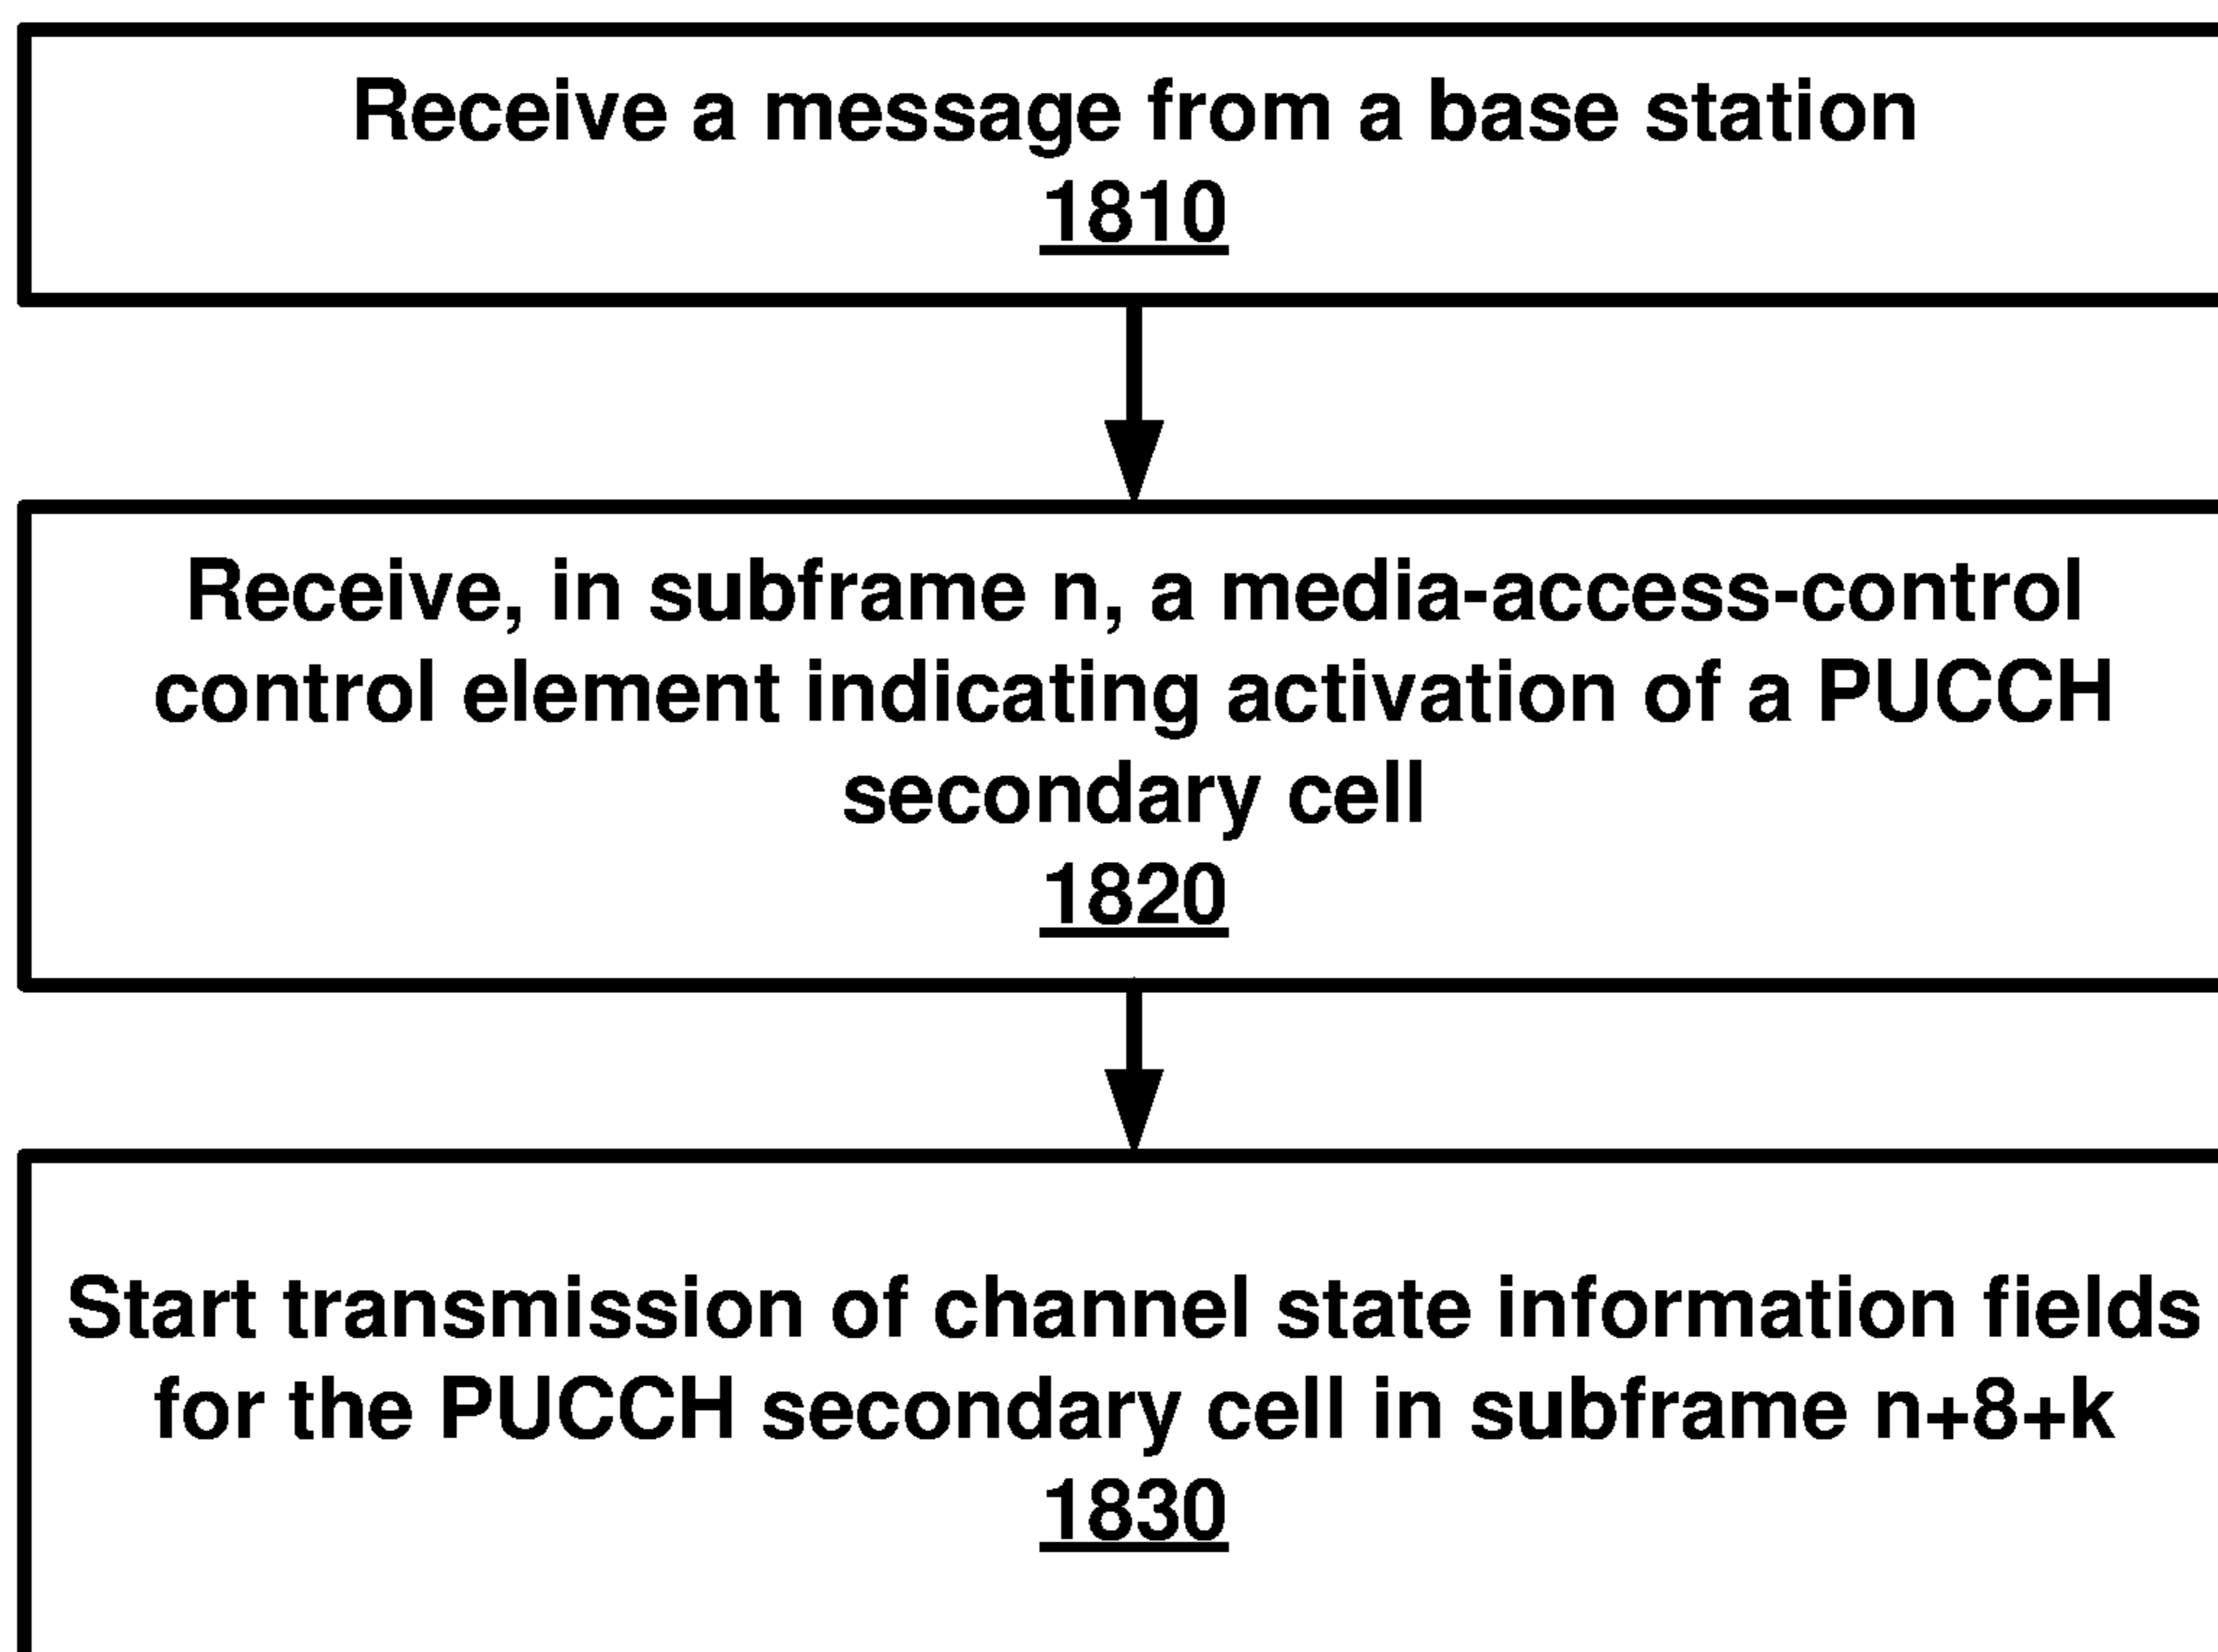 Receive a message from a base station
1810
Receive, in subframe n, a media-access-control
control element indicating activation of a PUCCH
secondary cell
1820
Start transmission of channel state information fields
for the PUCCH secondary cell in subframe n+8+k
1830